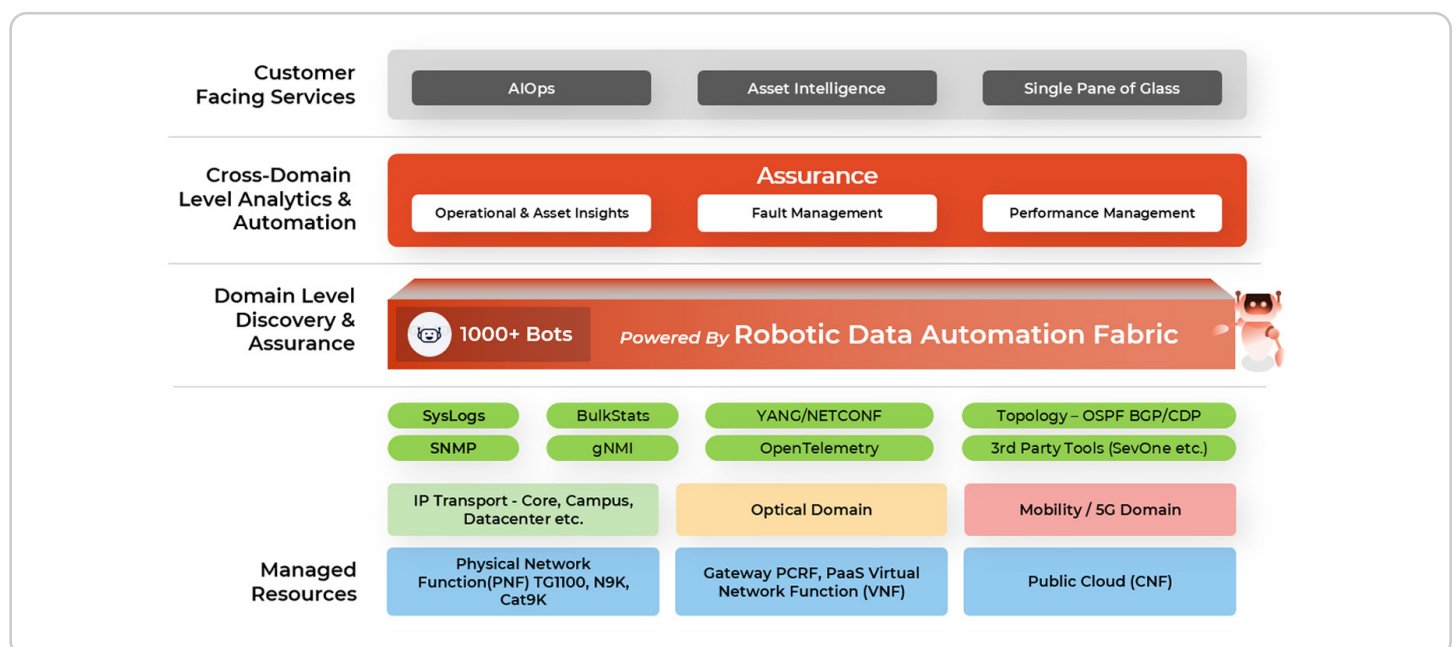 Customer
Facing Services
AIOps
Asset Intelligence
Single Pane of Glass
Cross-Domain
Level Analytics &
Automation
Assurance
Operational & Asset Insights
Fault Management
Performance Management
Domain Level
Discovery &
Assurance
1000+ Bots
Powered By Robotic Data Automation Fabric
SysLogs
BulkStats
YANG/NETCONF
Topology – OSPF BGP/CDP
SNMP
gNMI
OpenTelemetry
3rd Party Tools (SevOne etc.)
IP Transport - Core, Campus,
Datacenter etc.
Optical Domain
Mobility / 5G Domain
Managed
Resources
Physical Network
Function(PNF) TG1100, N9K,
Cat9K
Gateway PCRF, PaaS Virtual
Network Function (VNF)
Public Cloud (CNF)